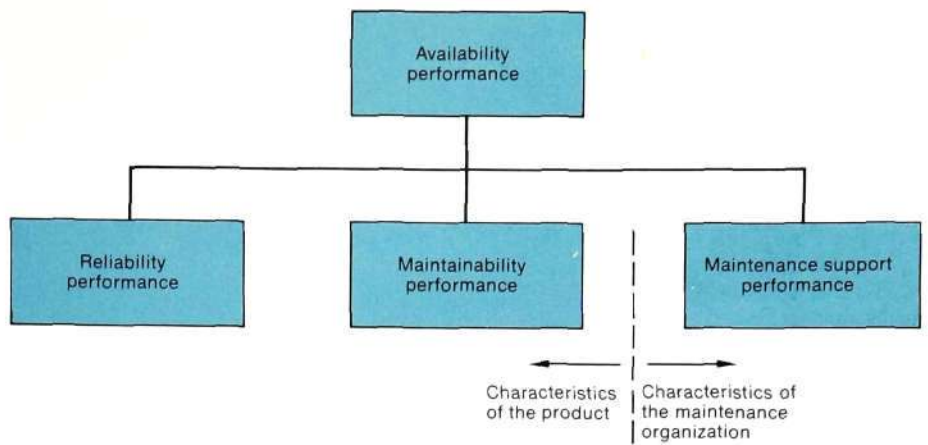 Availability
performance
Reliability
performance
Maintainability
performance
Maintenance support
performance
Characteristics
of the product
Characteristics of
the maintenance
organization